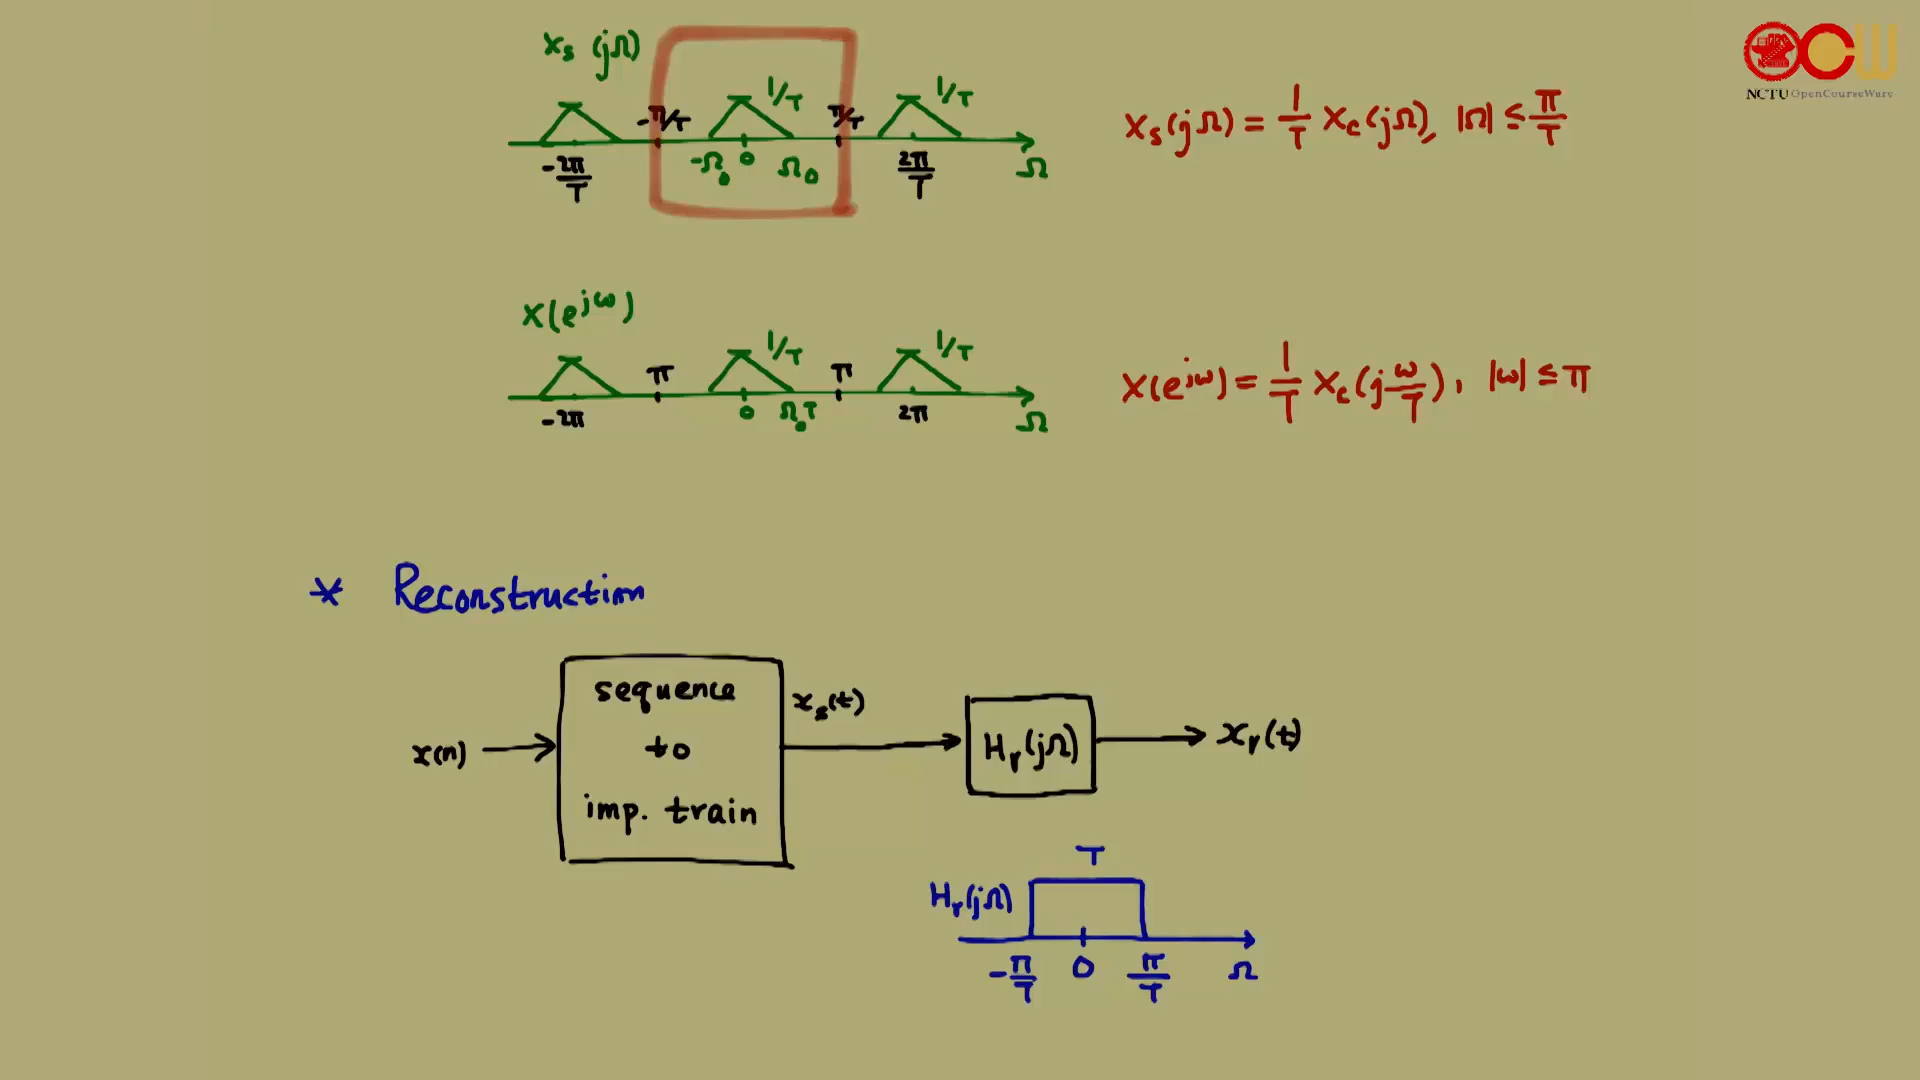 Xs (jΩ)
1/T 1/T
-π/T π/T
-2π/T -Ω₀ 0 Ω₀ 2π/T Ω
Xs(jΩ) = 1/T Xc(jΩ), |Ω| ≤ π/T
NCTU OpenCourseWare
X(e^jω)
1/T 1/T
π π
-2π 0 Ω₀T 2π Ω
X(e^jω) = 1/T Xc(j ω/T), |ω| ≤ π
* Reconstruction
x(n)
sequence
to
imp. train
xs(t)
Hr(jΩ)
xr(t)
T
Hr(jΩ)
-π/T 0 π/T Ω